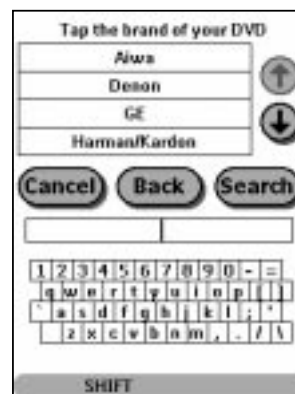 Tap the brand of your DVD
Aiwa
Denon
GE
Harman/Kardon
Cancel Back Search
1 2 3 4 5 6 7 8 9 0 - =
q w e r t y u i o p [ ]
` a s d f g h j k l ; '
z x c v b n m , . / \
SHIFT